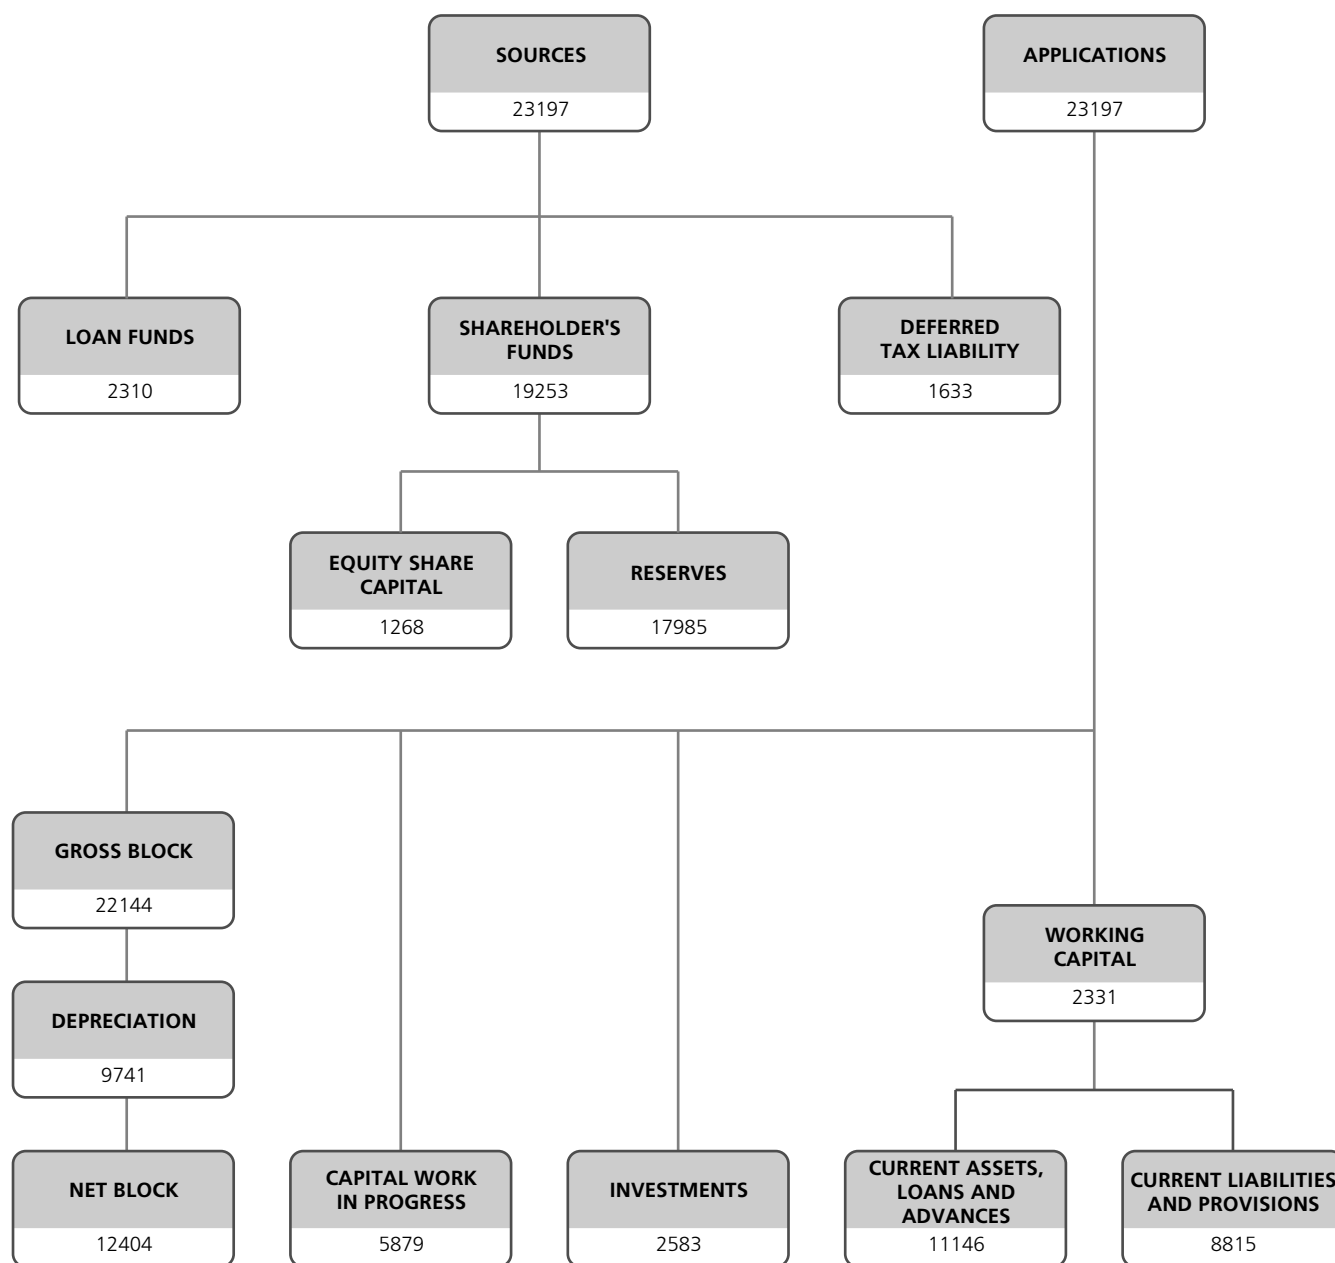 SOURCES
23197
APPLICATIONS
23197
LOAN FUNDS
2310
SHAREHOLDER'S
FUNDS
19253
DEFERRED
TAX LIABILITY
1633
EQUITY SHARE
CAPITAL
1268
RESERVES
17985
GROSS BLOCK
22144
DEPRECIATION
9741
NET BLOCK
12404
CAPITAL WORK
IN PROGRESS
5879
INVESTMENTS
2583
WORKING
CAPITAL
2331
CURRENT ASSETS,
LOANS AND
ADVANCES
11146
CURRENT LIABILITIES
AND PROVISIONS
8815